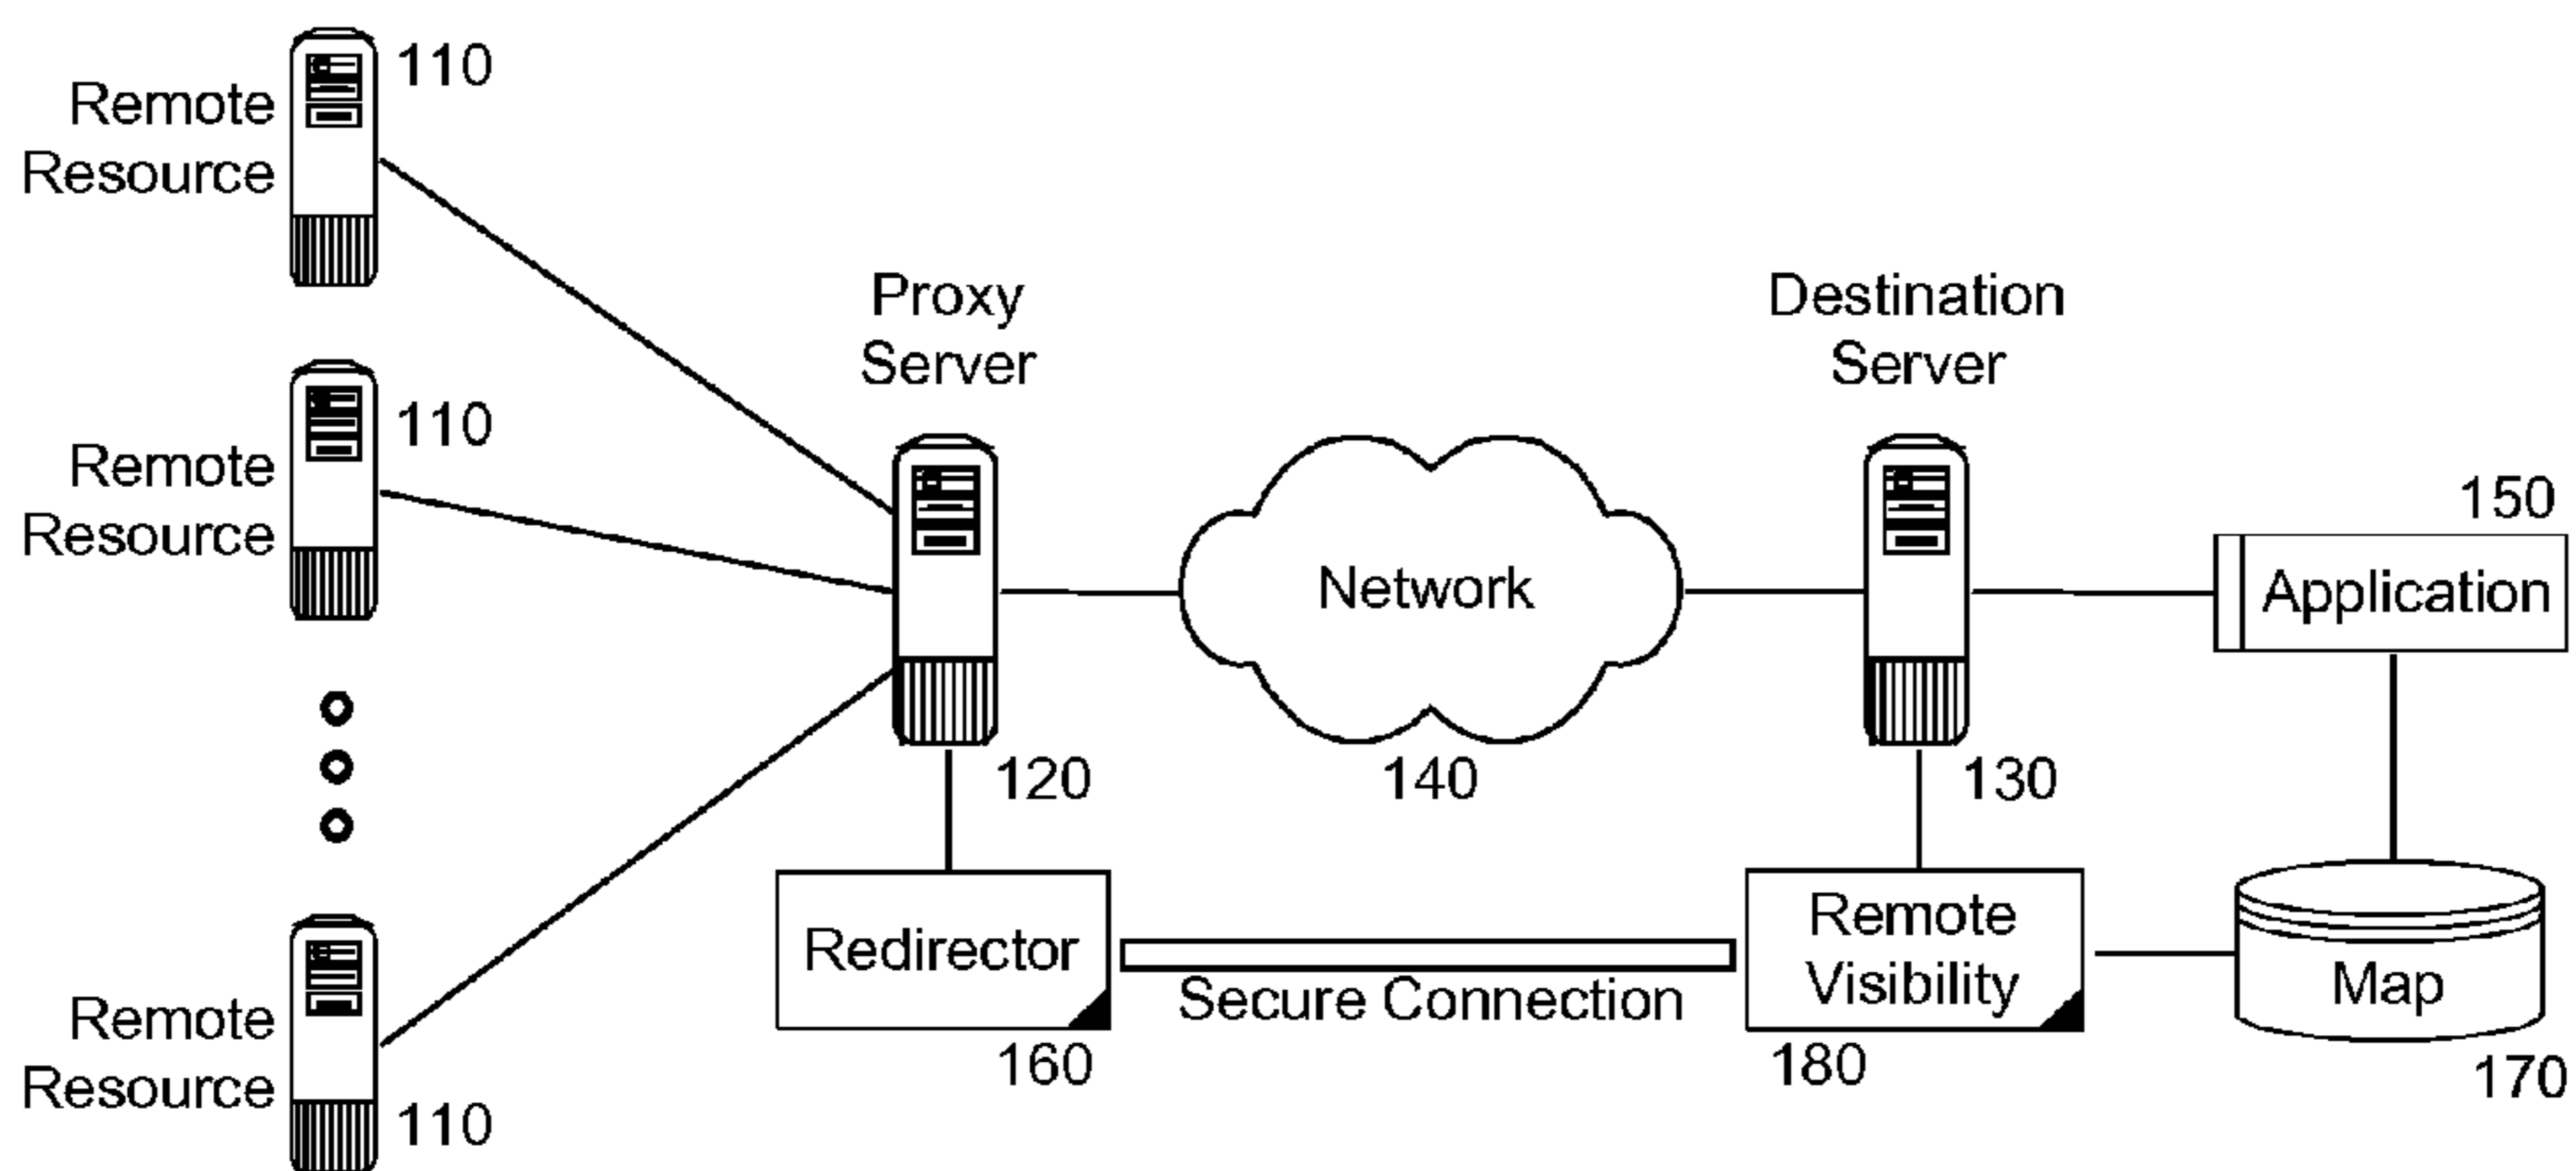 110
Remote
Resource
Proxy
Server
Destination
Server
110
Remote
Resource
150
Network
Application
120
140
130
Redirector
Secure Connection
Remote
Visibility
Map
160
180
170
Remote
Resource
110